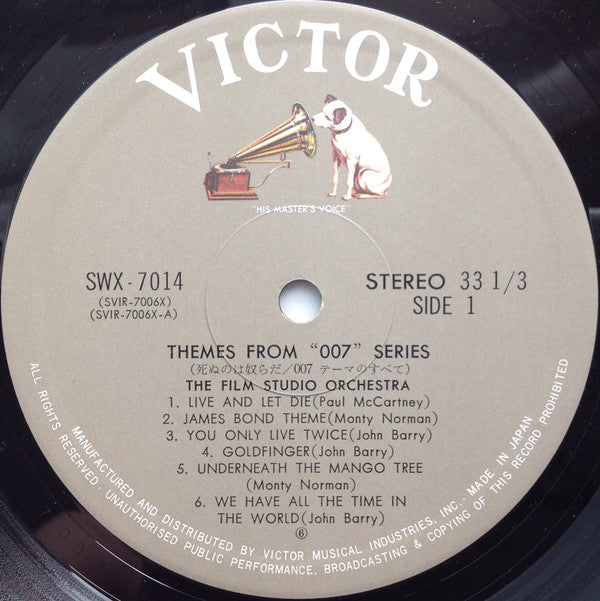 VICTOR
"HIS MASTER'S VOICE"
SWX-7014
(SVIR-7006X)
(SVIR-7006X-A)
STEREO 33 1/3
SIDE 1
THEMES FROM "007" SERIES
(死ぬのは奴らだ/007 テーマのすべて)
THE FILM STUDIO ORCHESTRA
1. LIVE AND LET DIE(Paul McCartney)
2. JAMES BOND THEME(Monty Norman)
3. YOU ONLY LIVE TWICE(John Barry)
4. GOLDFINGER(John Barry)
5. UNDERNEATH THE MANGO TREE
(Monty Norman)
6. WE HAVE ALL THE TIME IN
THE WORLD(John Barry)
⑥
MANUFACTURED AND DISTRIBUTED BY VICTOR MUSICAL INDUSTRIES, INC., MADE IN JAPAN
ALL RIGHTS RESERVED·UNAUTHORISED PUBLIC PERFORMANCE, BROADCASTING & COPYING OF THIS RECORD PROHIBITED